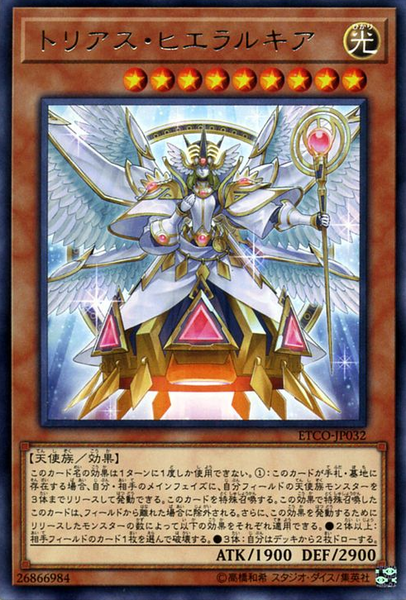 トリアス・ヒエラルキア
光
ETCO-JP032
【天使族/効果】
このカード名の効果は1ターンに1度しか使用できない。①:このカードが手札・墓地に
存在する場合、自分・相手のメインフェイズに、自分フィールドの天使族モンスターを
3体までリリースして発動できる。このカードを特殊召喚する。この効果で特殊召喚した
このカードは、フィールドから離れた場合に除外される。さらに、この効果を発動するために
リリースしたモンスターの数によって以下の効果をそれぞれ適用できる。●2体以上:
相手フィールドのカード1枚を選んで破壊する。●3体:自分はデッキから2枚ドローする。
ATK/1900 DEF/2900
26866984
©高橋和希 スタジオ・ダイス/集英社